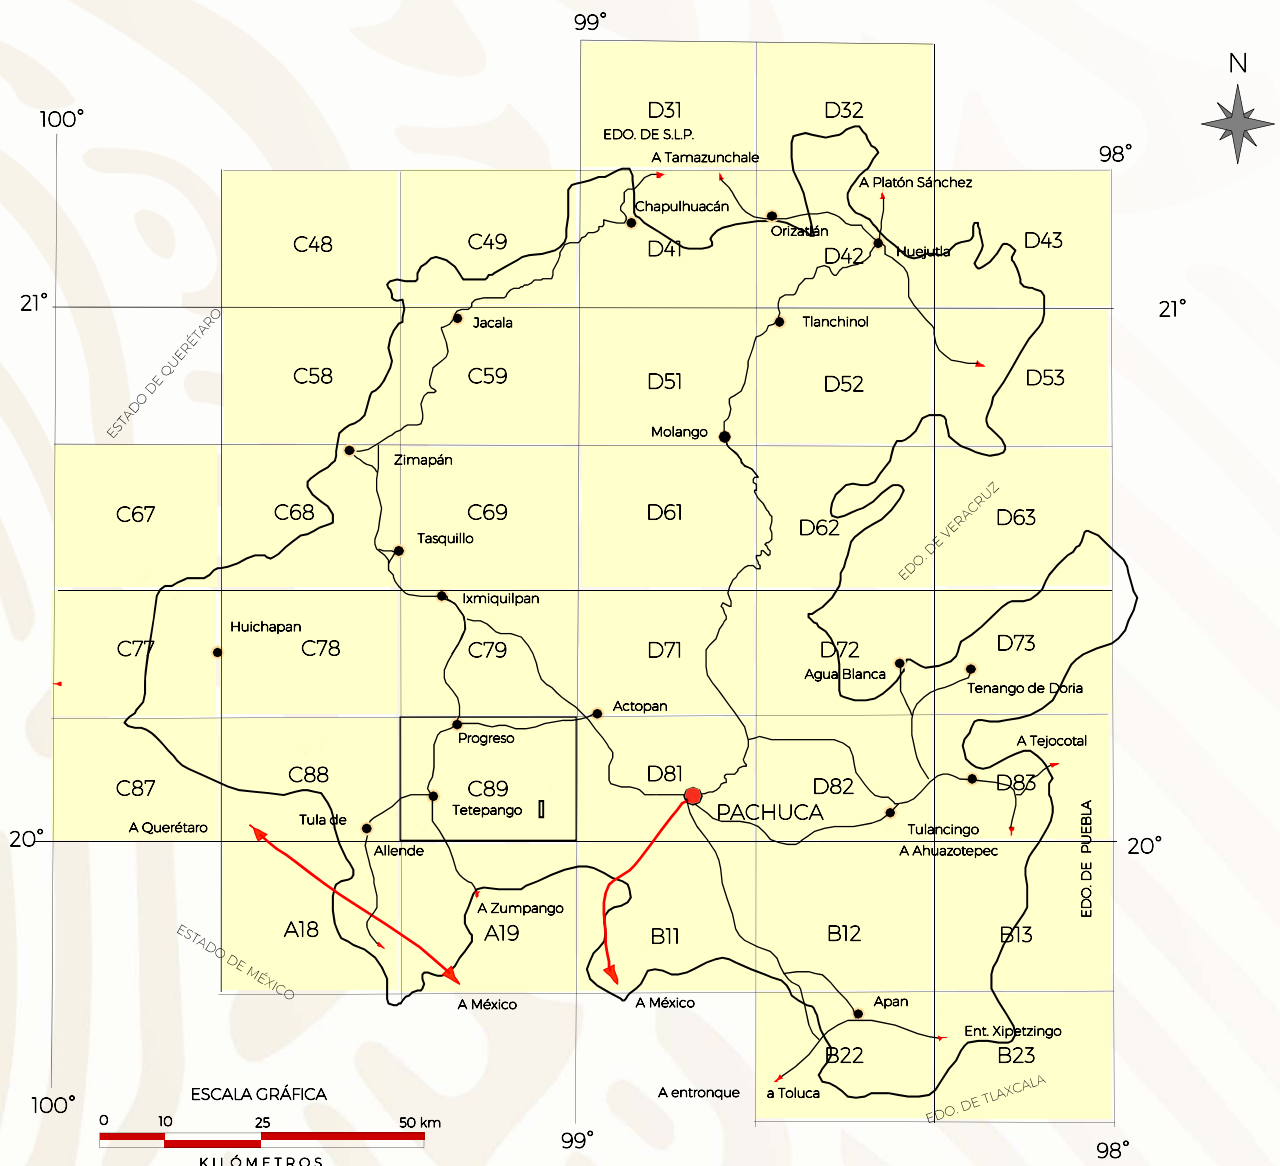 99°
N
100°
D31
D32
EDO. DE S.L.P.
98°
A Tamazunchale
A Platón Sánchez
Chapulhuacán
Orizatlán
C48
C49
D41
D42
Huejutla
D43
21°
21°
Jacala
Tlanchinol
ESTADO DE QUERÉTARO
C58
C59
D51
D52
D53
Molango
Zimapán
C67
C68
C69
D61
D62
D63
EDO. DE VERACRUZ
Tasquillo
Ixmiquilpan
Huichapan
C77
C78
C79
D71
D72
D73
Agua Blanca
Tenango de Doria
Actopan
Progreso
A Tejocotal
C87
C88
C89
D81
D82
D83
Tetepango
PACHUCA
A Querétaro
Tula de
Allende
Tulancingo
A Ahuazotepec
20°
20°
EDO. DE PUEBLA
A Zumpango
A18
A19
B11
B12
B13
ESTADO DE MÉXICO
A México
A México
Apan
Ent. Xipetzingo
B22
B23
A entronque
a Toluca
EDO. DE TLAXCALA
100°
99°
98°
ESCALA GRÁFICA
0 10 25 50 km
KILÓMETROS